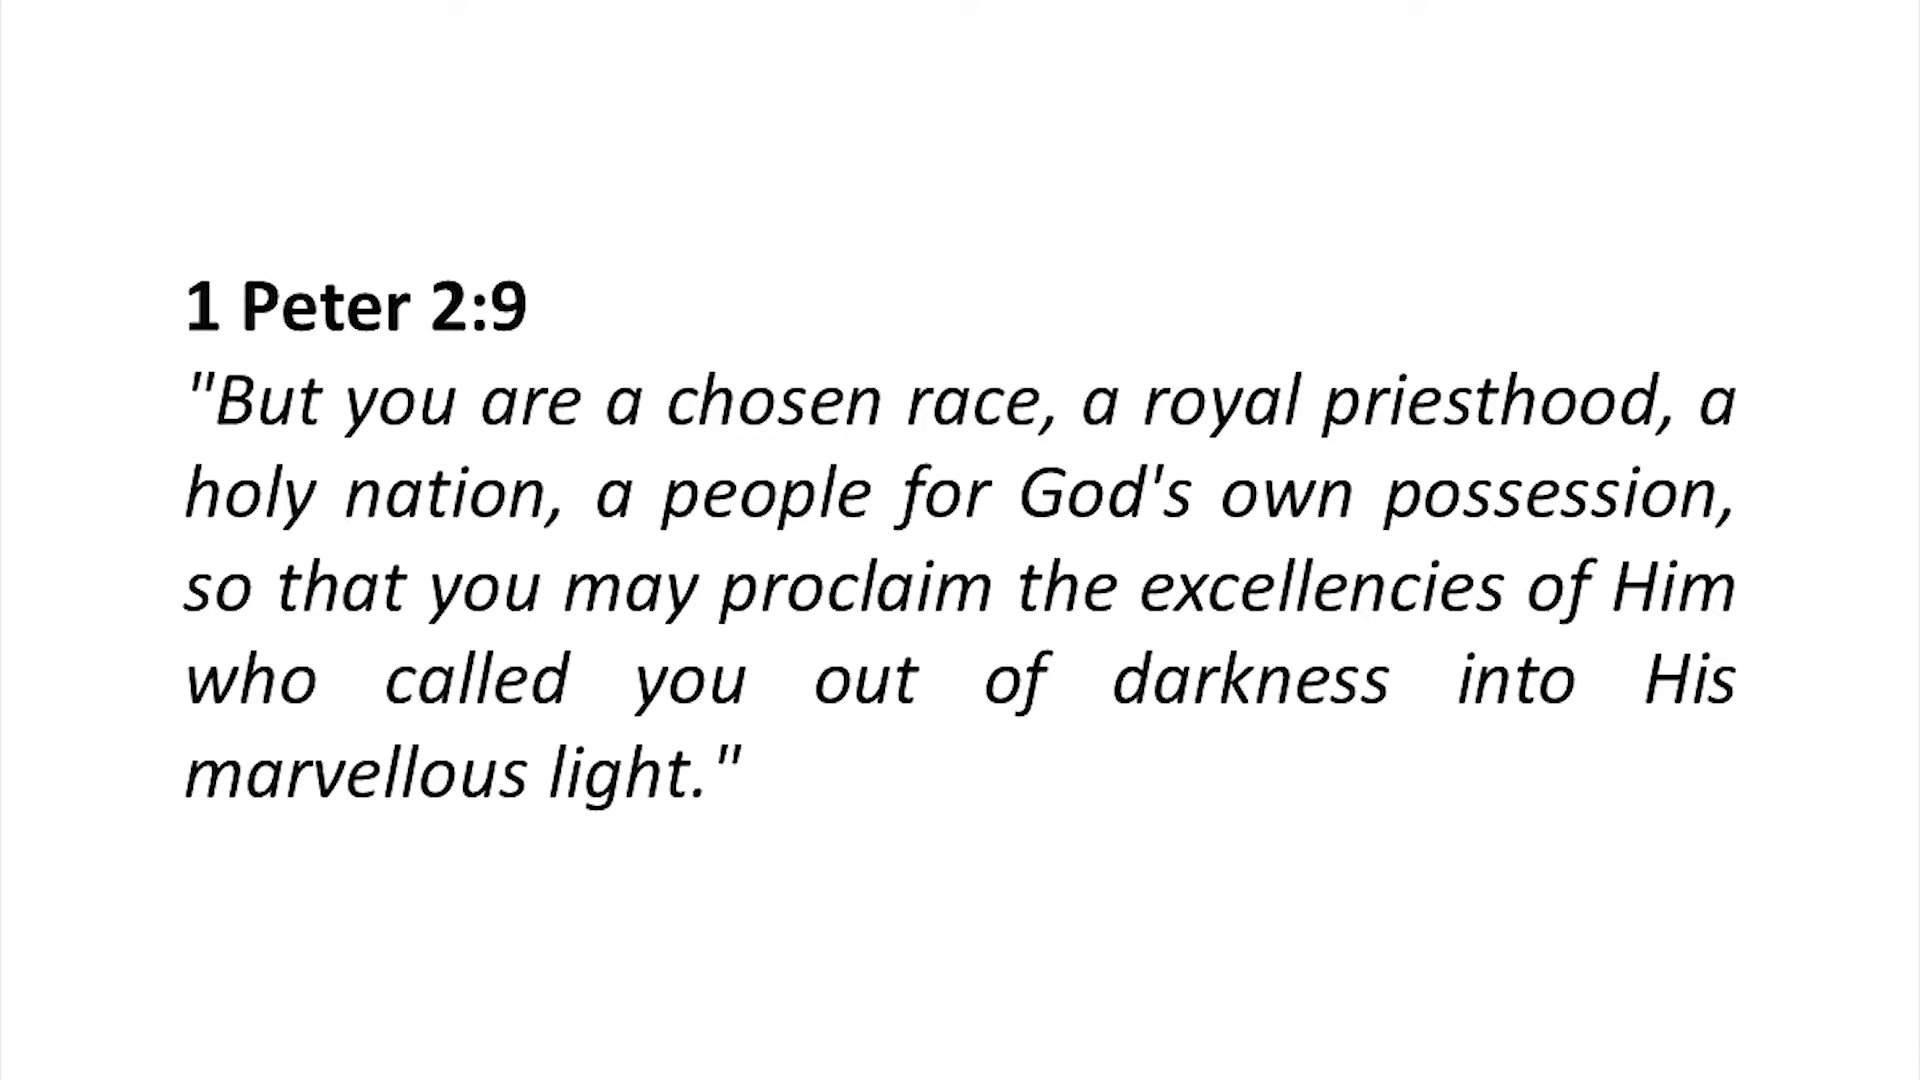 1 Peter 2:9
"But you are a chosen race, a royal priesthood, a
holy nation, a people for God's own possession,
so that you may proclaim the excellencies of Him
who called you out of darkness into His
marvellous light."